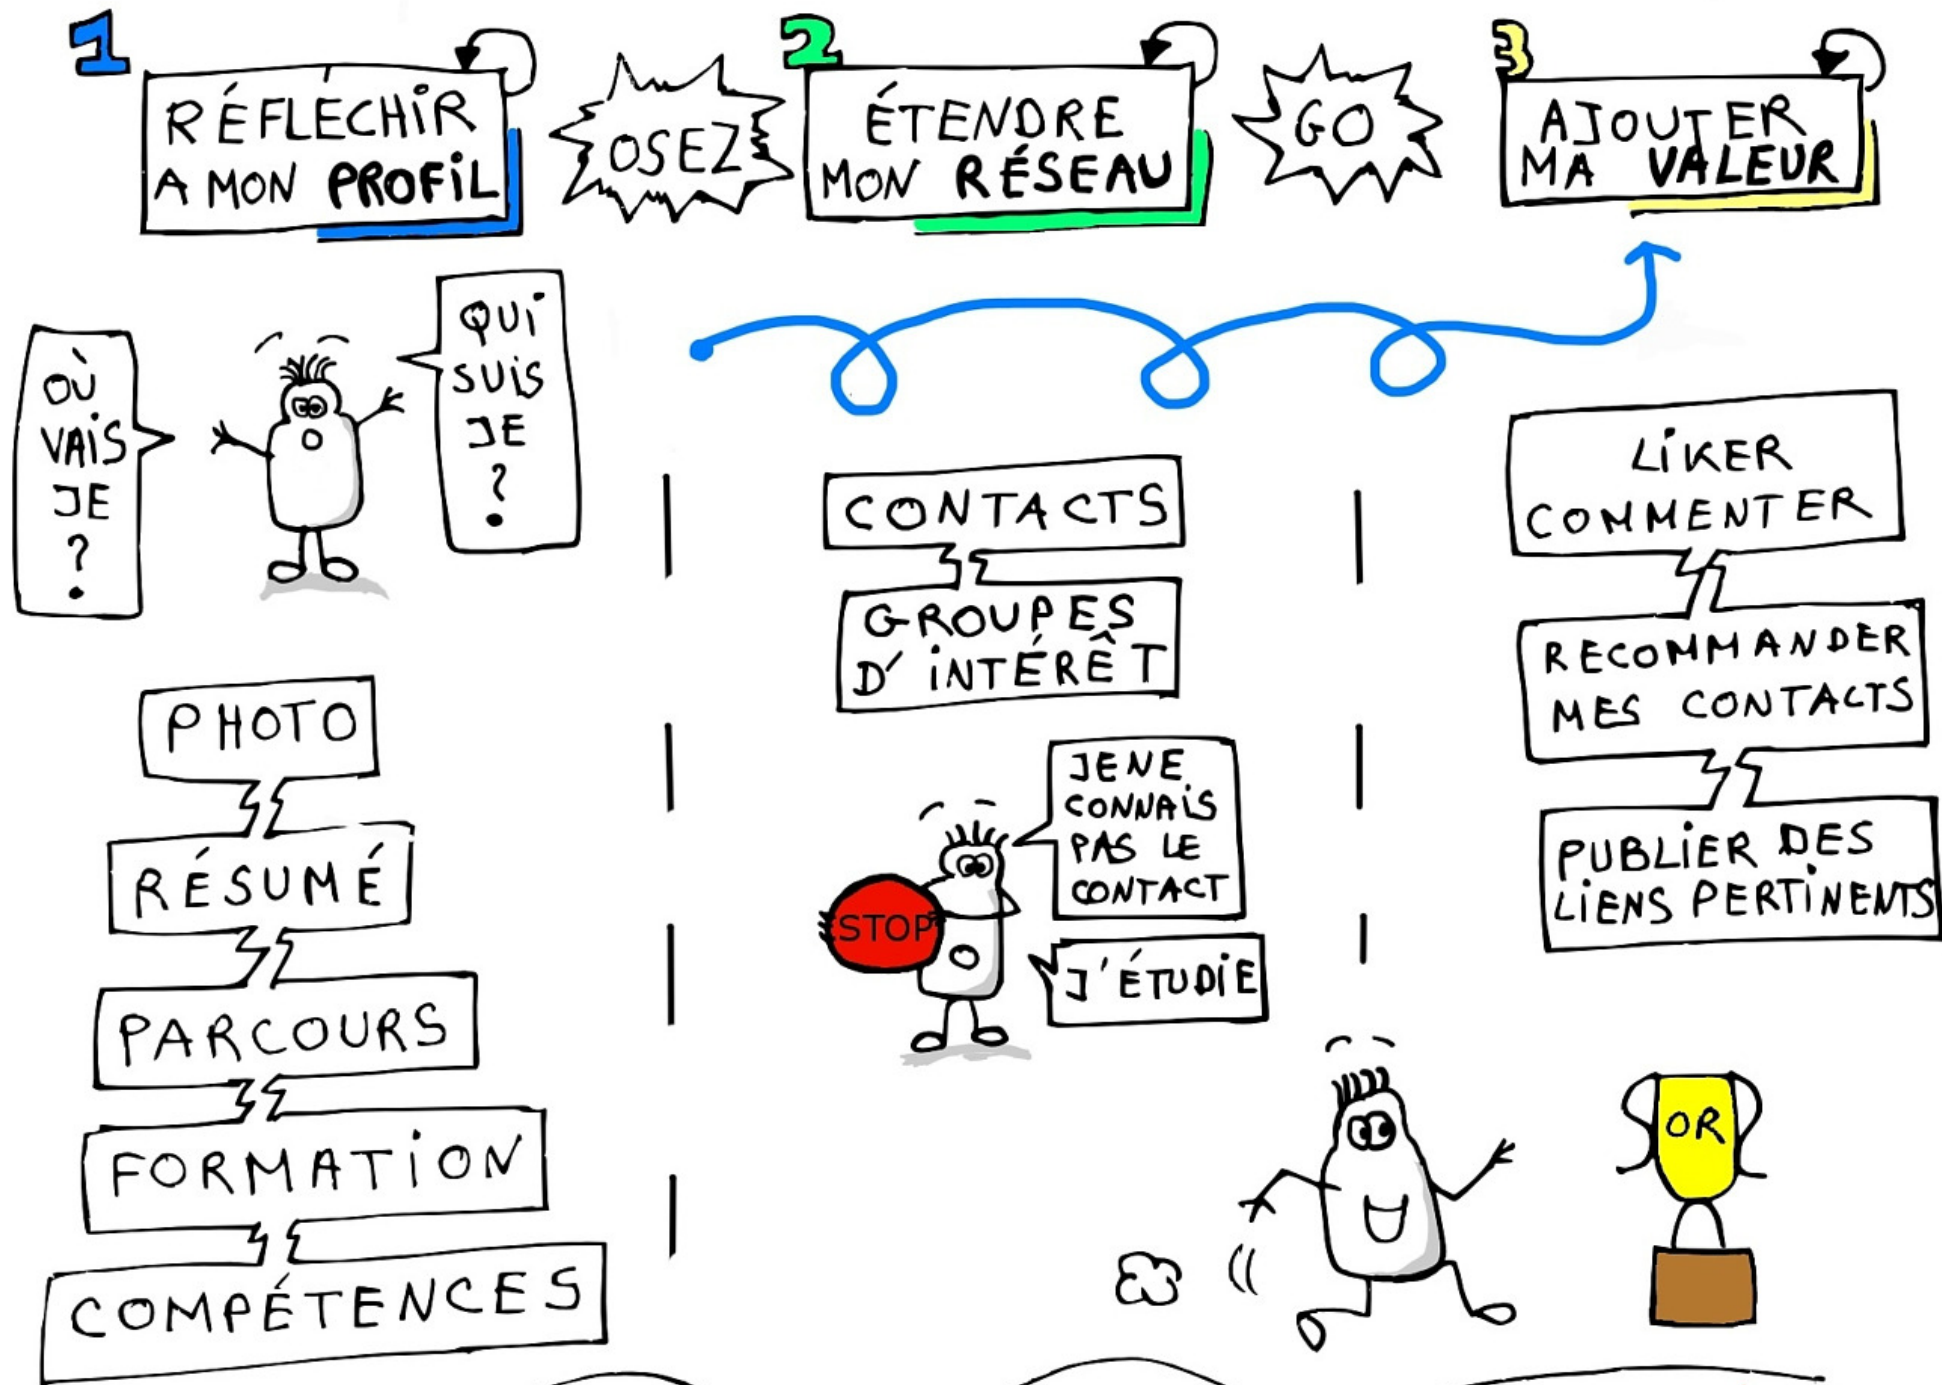 1
RÉFLÉCHIR
A MON PROFIL
OSEZ
2
ÉTENDRE
MON RÉSEAU
GO
3
AJOUTER
MA VALEUR
OÙ
VAIS
JE
?
QUI
SUIS
JE
?
PHOTO
RÉSUMÉ
PARCOURS
FORMATION
COMPÉTENCES
CONTACTS
GROUPES
D'INTÉRÊT
JE NE
CONNAIS
PAS LE
CONTACT
STOP
J'ÉTUDIE
LIKER
COMMENTER
RECOMMANDER
MES CONTACTS
PUBLIER DES
LIENS PERTINENTS
OR